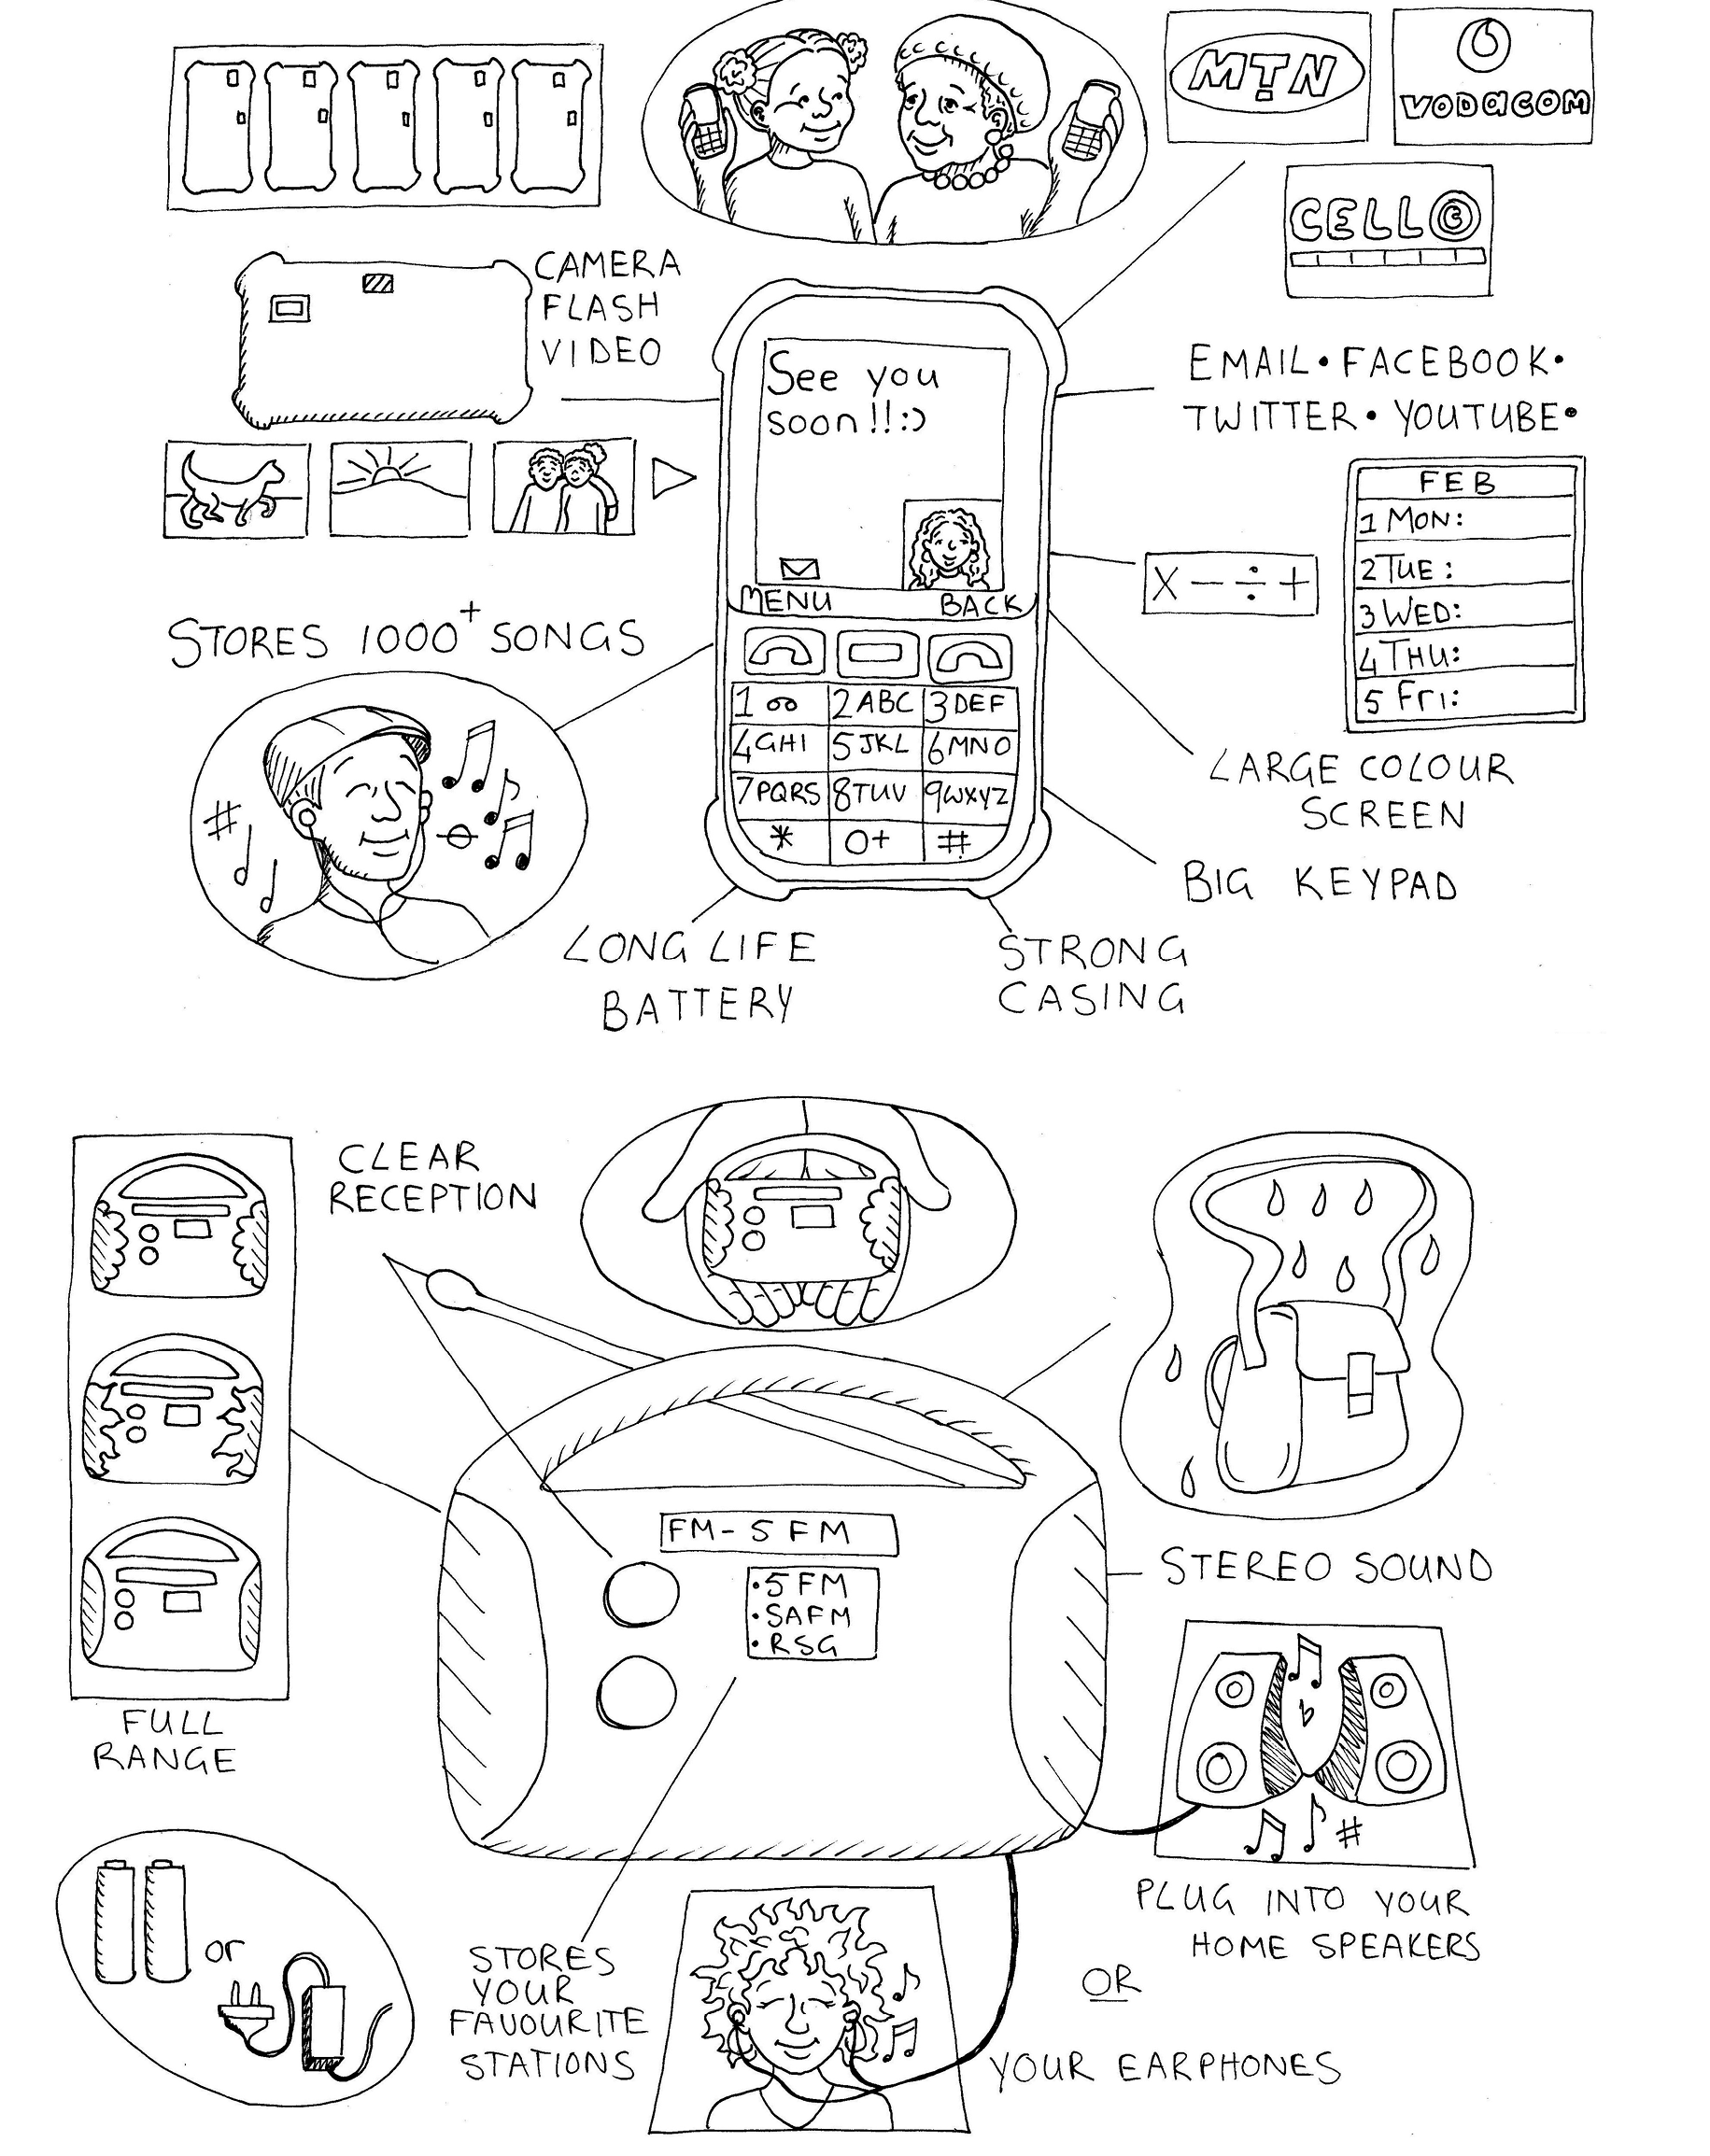 MTN
VODACOM
CELL C
CAMERA
FLASH
VIDEO
See you
soon!!:)
MENU BACK
EMAIL • FACEBOOK •
TWITTER • YOUTUBE •
FEB
1 MON:
2 TUE:
3 WED:
4 THU:
5 FRI:
X − ÷ +
STORES 1000+ SONGS
#
1 2ABC 3DEF
4GHI 5JKL 6MNO
7PQRS 8TUV 9WXYZ
* 0+ #
LARGE COLOUR
SCREEN
BIG KEYPAD
LONG LIFE
BATTERY
STRONG
CASING
CLEAR
RECEPTION
FULL
RANGE
FM-5FM
• 5FM
• SAFM
• RSG
STEREO SOUND
#
PLUG INTO YOUR
HOME SPEAKERS
OR
YOUR EARPHONES
STORES
YOUR
FAVOURITE
STATIONS
or